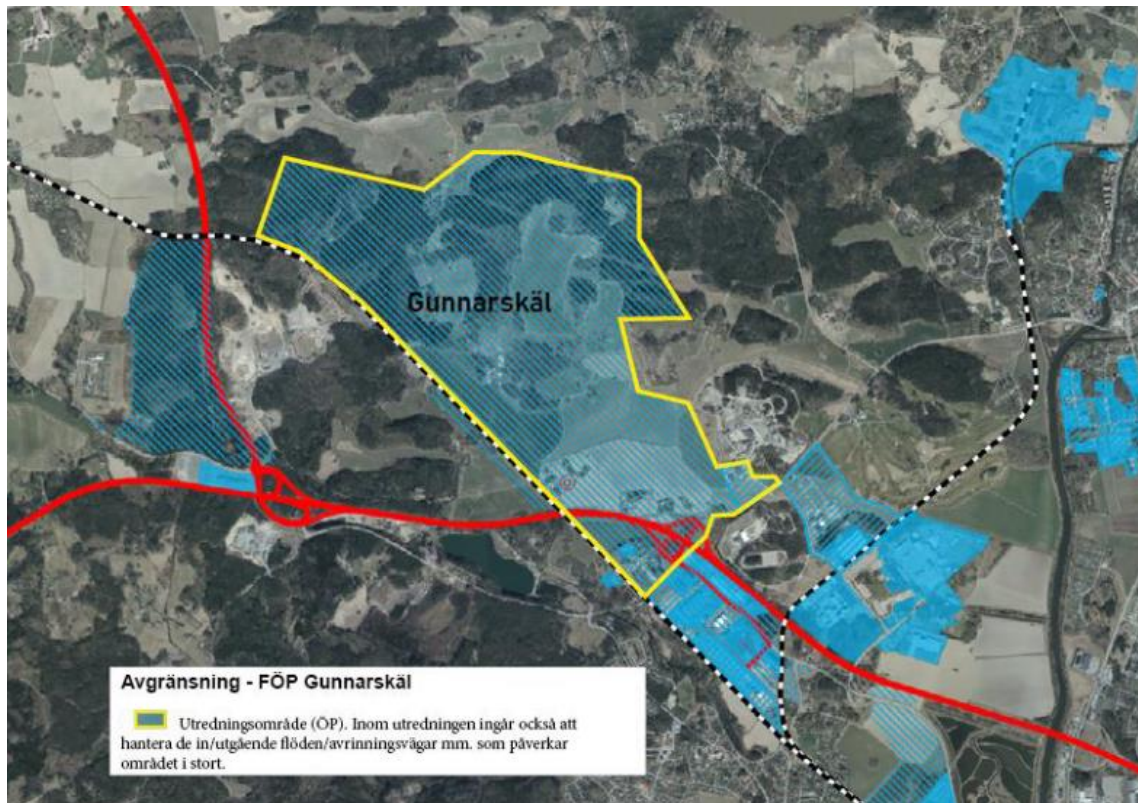 Gunnarskäl
Avgränsning - FÖP Gunnarskäl
Utredningsområde (ÖP). Inom utredningen ingår också att
hantera de in/utgående flöden/avrinningsvägar mm. som påverkar
området i stort.